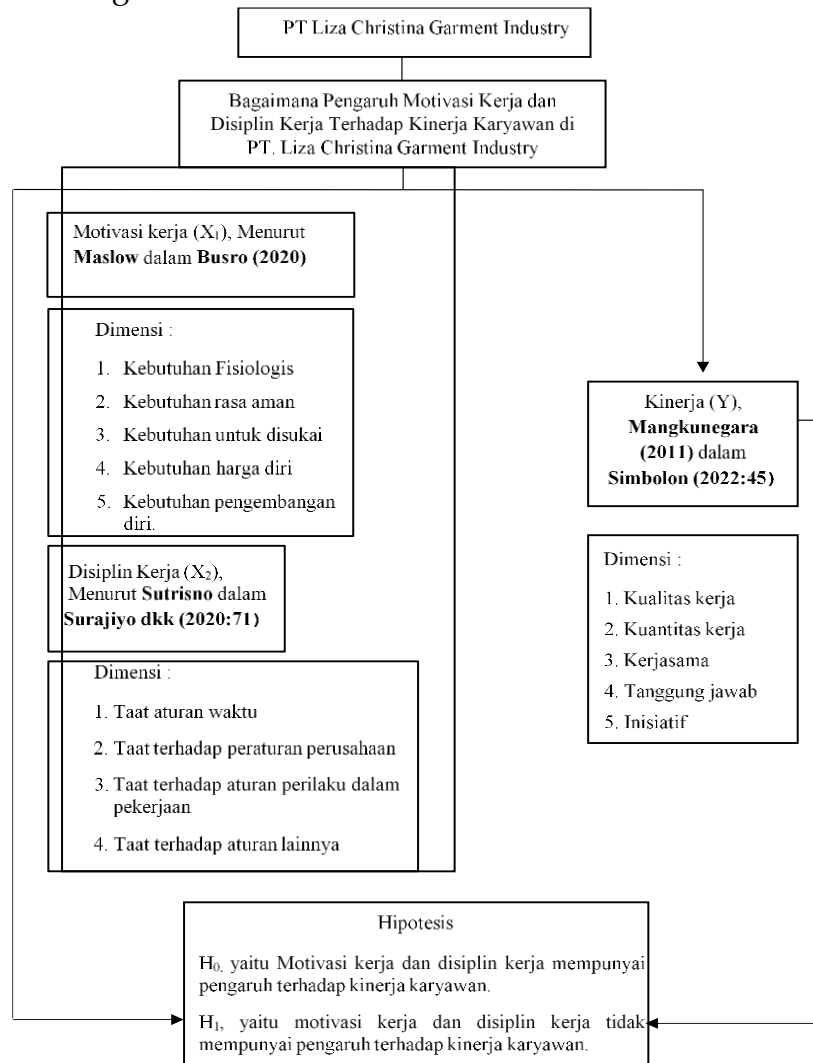 PT Liza Christina Garment Industry
Bagaimana Pengaruh Motivasi Kerja dan
Disiplin Kerja Terhadap Kinerja Karyawan di
PT. Liza Christina Garment Industry
Motivasi kerja (X₁), Menurut
Maslow dalam Busro (2020)
Dimensi :
1. Kebutuhan Fisiologis
2. Kebutuhan rasa aman
3. Kebutuhan untuk disukai
4. Kebutuhan harga diri
5. Kebutuhan pengembangan
diri.
Disiplin Kerja (X₂),
Menurut Sutrisno dalam
Surajiyo dkk (2020:71)
Dimensi :
1. Taat aturan waktu
2. Taat terhadap peraturan perusahaan
3. Taat terhadap aturan perilaku dalam
pekerjaan
4. Taat terhadap aturan lainnya
Kinerja (Y),
Mangkunegara
(2011) dalam
Simbolon (2022:45)
Dimensi :
1. Kualitas kerja
2. Kuantitas kerja
3. Kerjasama
4. Tanggung jawab
5. Inisiatif
Hipotesis
H₀, yaitu Motivasi kerja dan disiplin kerja mempunyai
pengaruh terhadap kinerja karyawan.
H₁, yaitu motivasi kerja dan disiplin kerja tidak
mempunyai pengaruh terhadap kinerja karyawan.